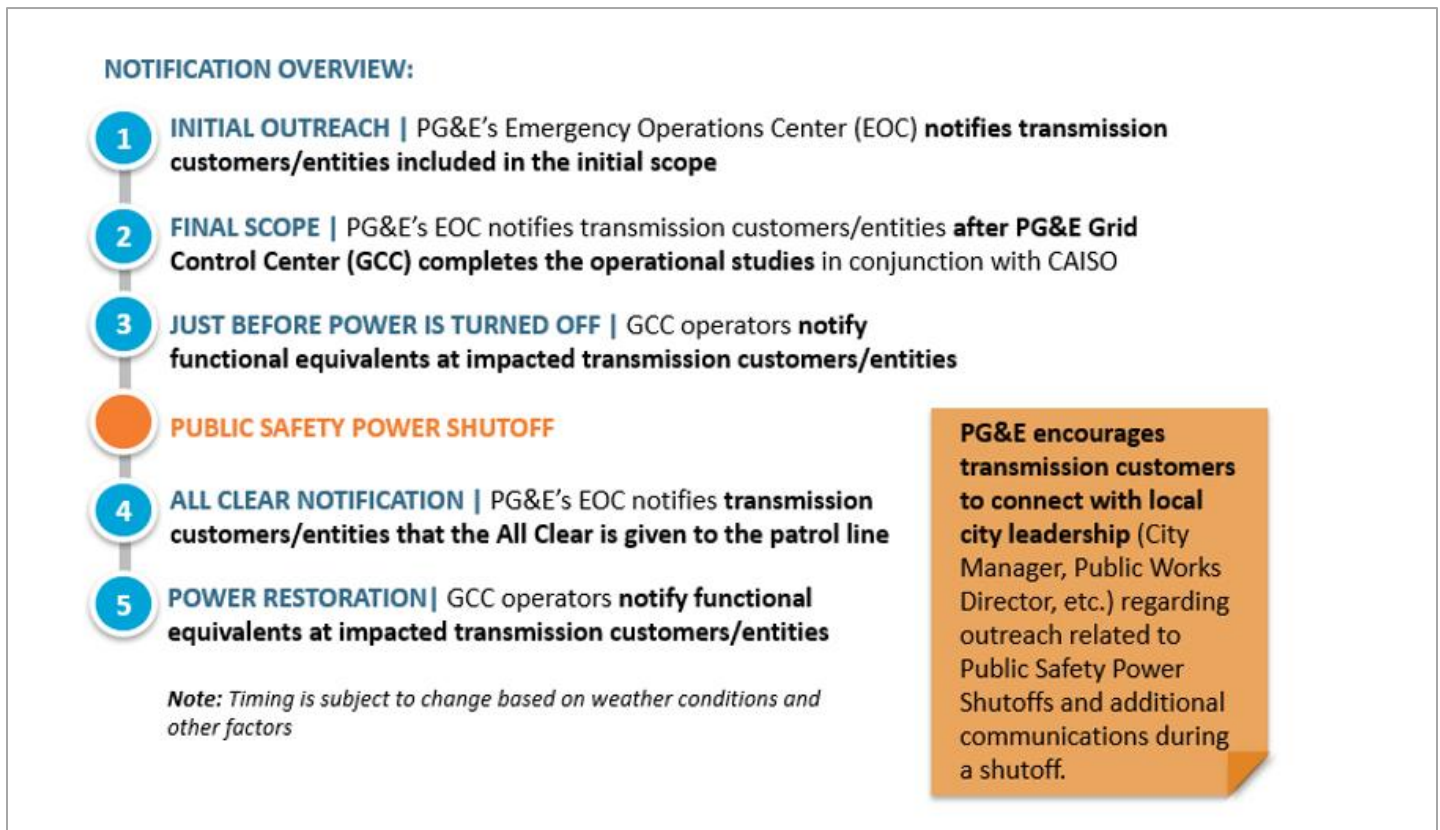 NOTIFICATION OVERVIEW:
1
INITIAL OUTREACH | PG&E's Emergency Operations Center (EOC) notifies transmission
customers/entities included in the initial scope
2
FINAL SCOPE | PG&E's EOC notifies transmission customers/entities after PG&E Grid
Control Center (GCC) completes the operational studies in conjunction with CAISO
3
JUST BEFORE POWER IS TURNED OFF | GCC operators notify
functional equivalents at impacted transmission customers/entities
PUBLIC SAFETY POWER SHUTOFF
4
ALL CLEAR NOTIFICATION | PG&E's EOC notifies transmission
customers/entities that the All Clear is given to the patrol line
5
POWER RESTORATION| GCC operators notify functional
equivalents at impacted transmission customers/entities
Note: Timing is subject to change based on weather conditions and
other factors
PG&E encourages
transmission customers
to connect with local
city leadership (City
Manager, Public Works
Director, etc.) regarding
outreach related to
Public Safety Power
Shutoffs and additional
communications during
a shutoff.